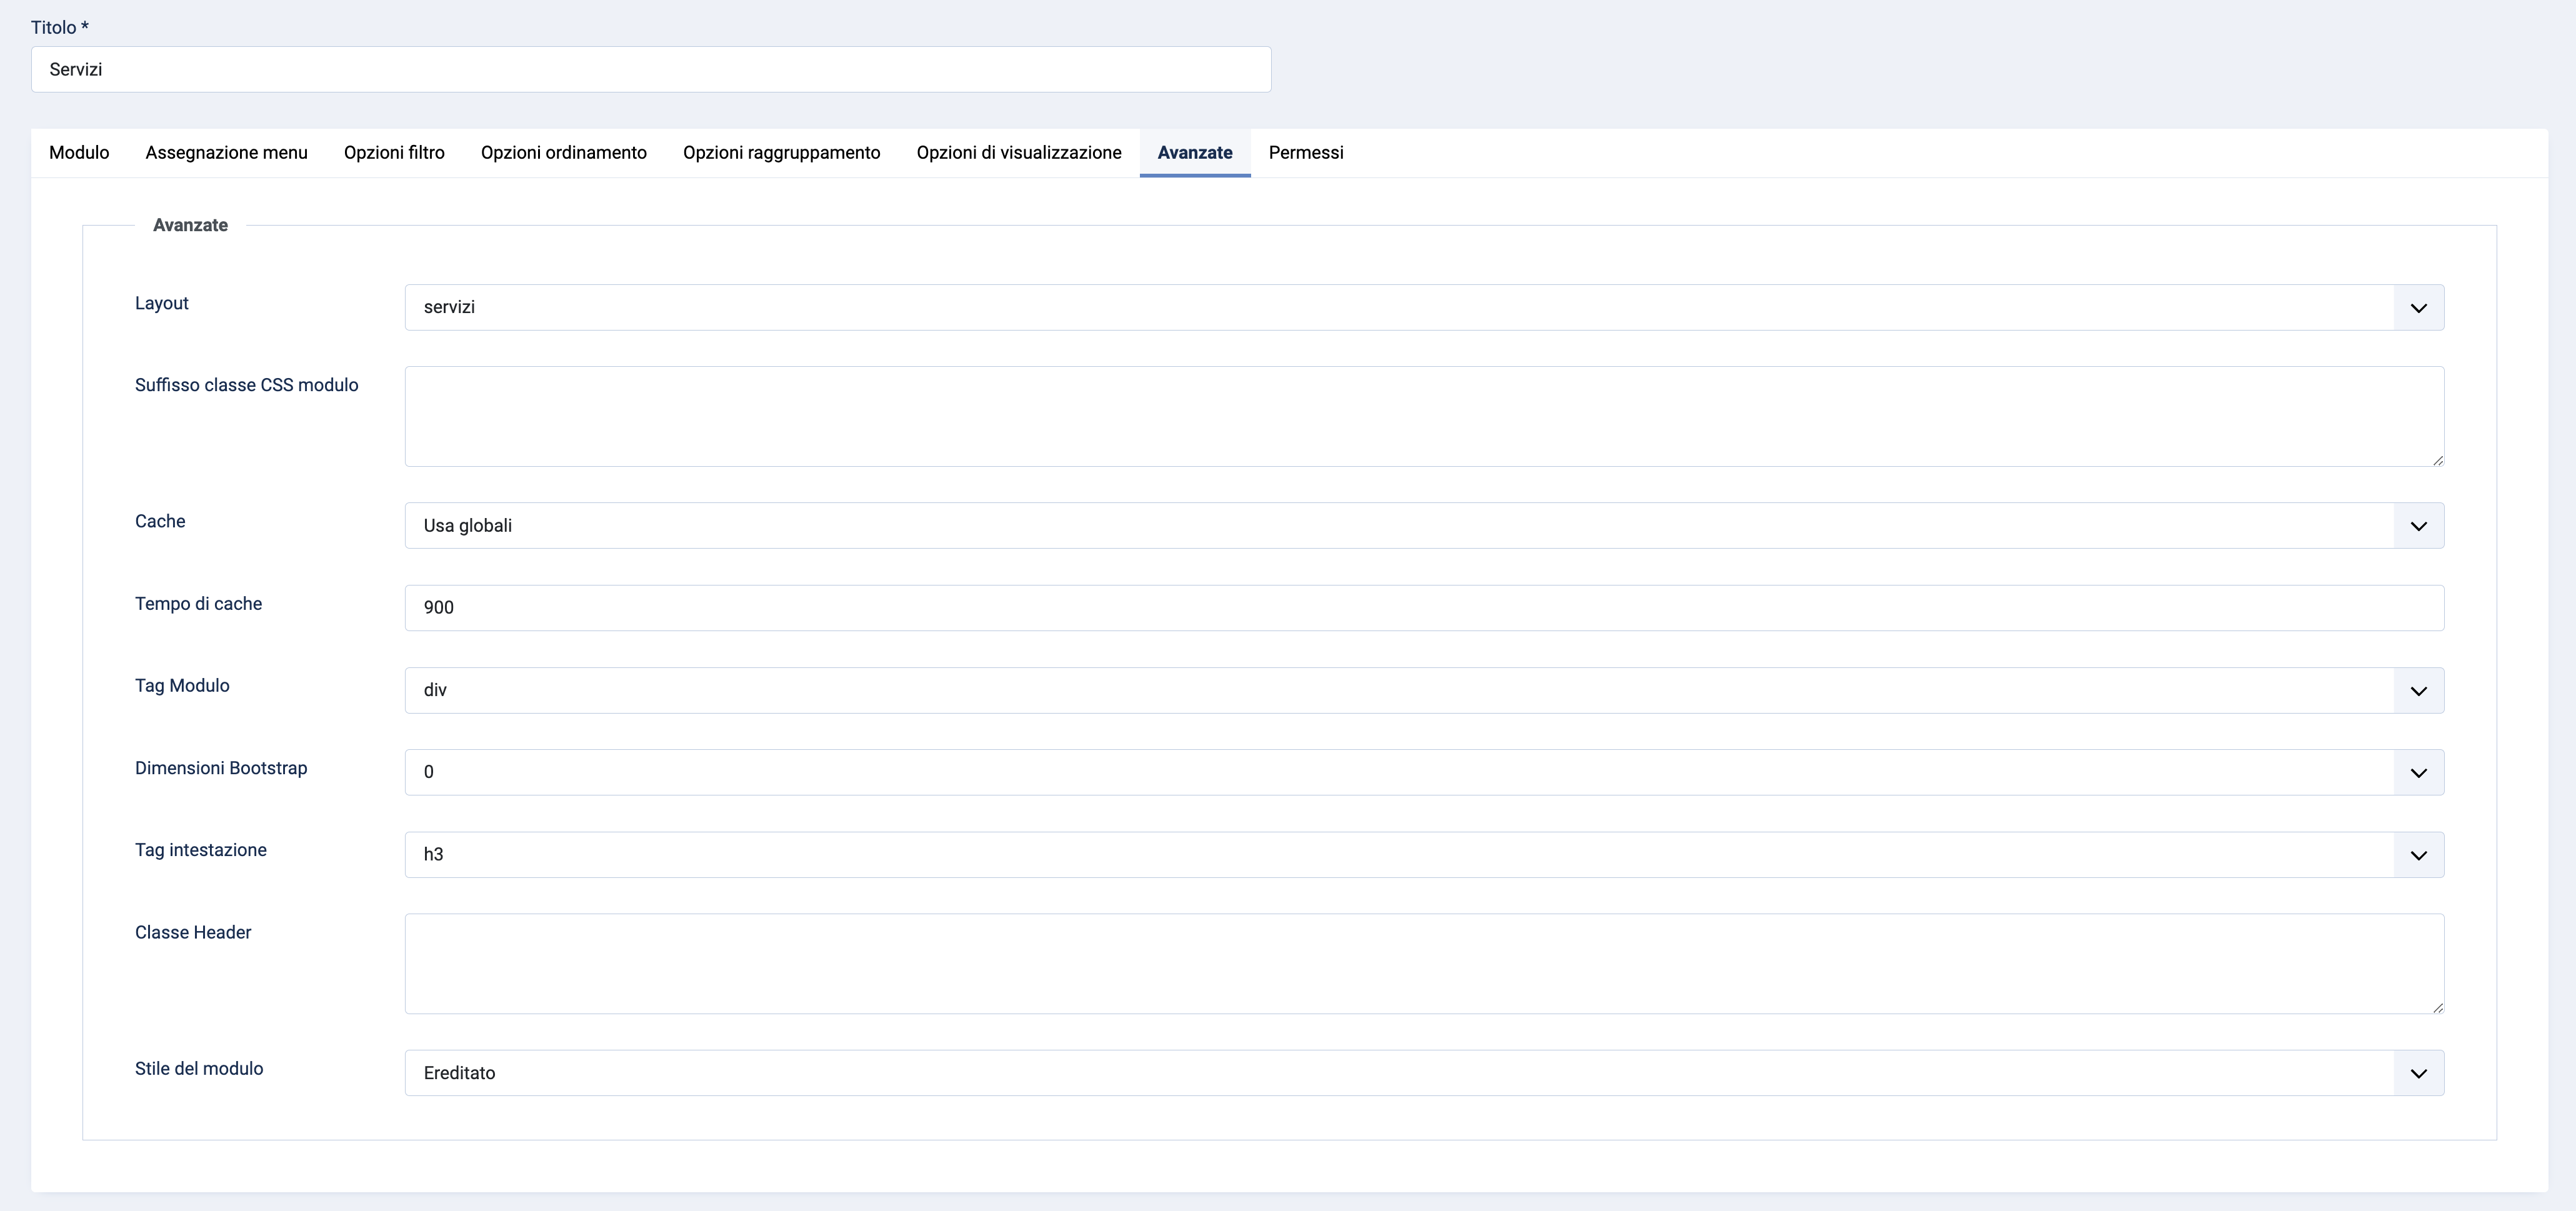 Titolo *
Servizi
Modulo Assegnazione menu Opzioni filtro Opzioni ordinamento Opzioni raggruppamento Opzioni di visualizzazione Avanzate Permessi
Avanzate
Layout servizi
Suffisso classe CSS modulo
Cache Usa globali
Tempo di cache 900
Tag Modulo div
Dimensioni Bootstrap 0
Tag intestazione h3
Classe Header
Stile del modulo Ereditato